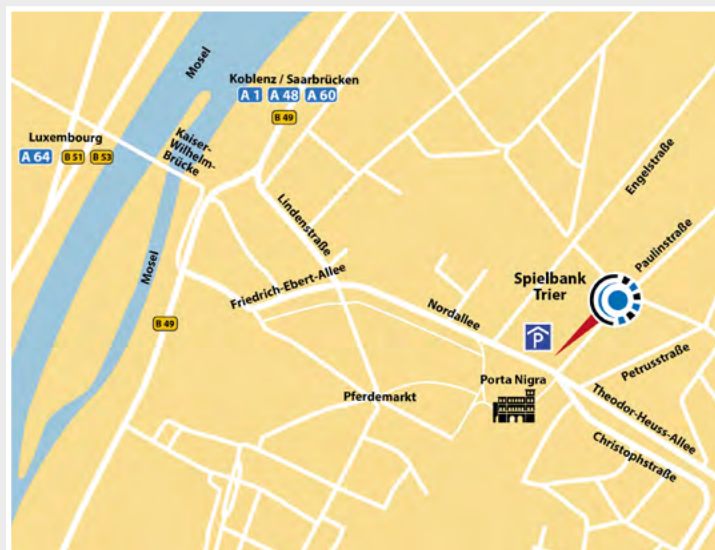 Mosel
Koblenz / Saarbrücken
A 1 A 48 A 60
B 49
Luxembourg
A 64 B 51 B 53
Kaiser-
Wilhelm-
Brücke
Engelstraße
Lindenstraße
Paulinstraße
Mosel
Friedrich-Ebert-Allee
Spielbank
Trier
Nordallee
B 49
P
Petrusstraße
Porta Nigra
Pferdemarkt
Theodor-Heuss-Allee
Christophstraße